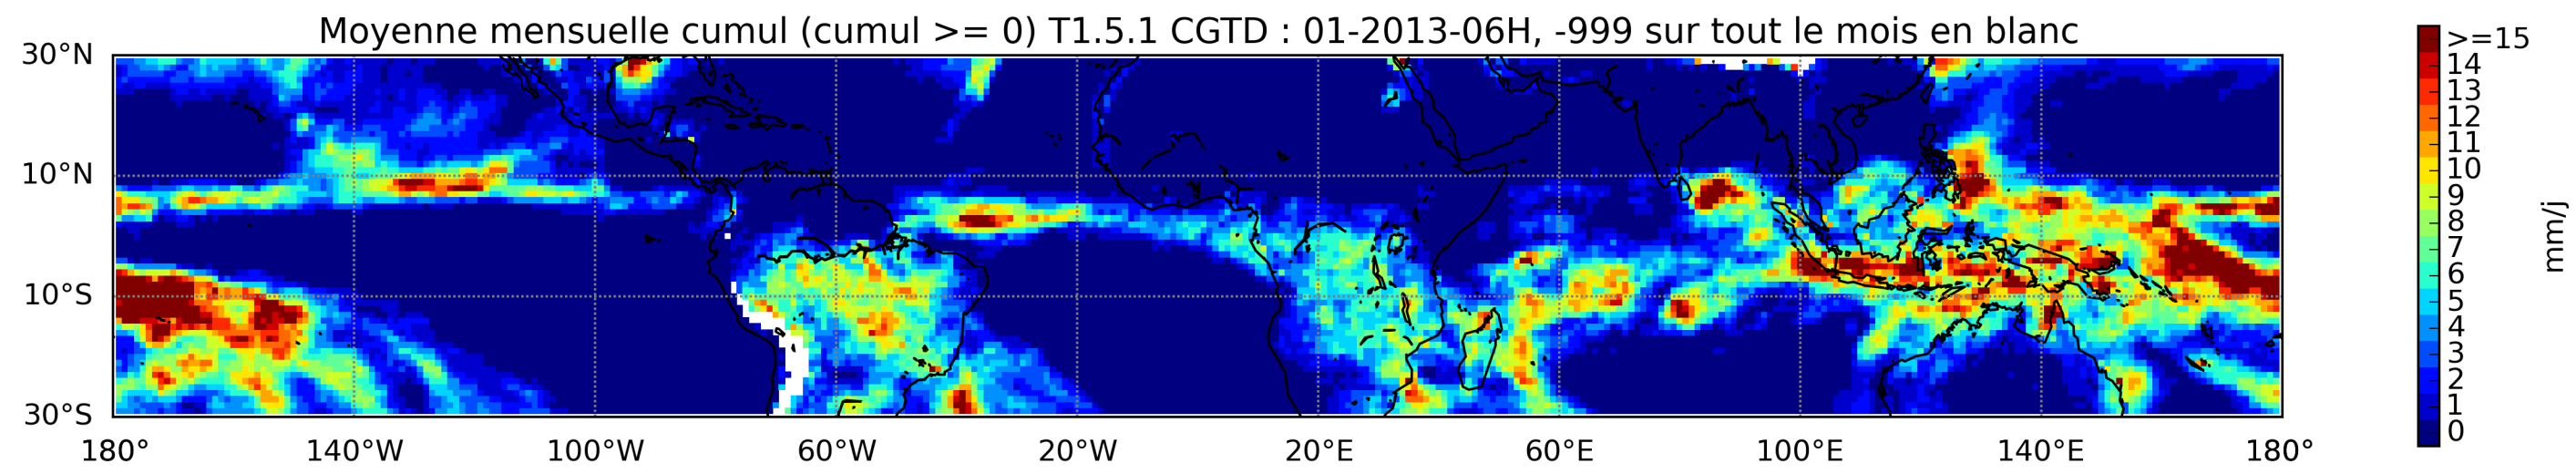 Moyenne mensuelle cumul (cumul >= 0) T1.5.1 CGTD : 01-2013-06H, -999 sur tout le mois en blanc
30°N
10°N
10°S
30°S
180° 140°W 100°W 60°W 20°W 20°E 60°E 100°E 140°E 180°
>=15
14
13
12
11
10
9
8
7
6
5
4
3
2
1
0
mm/j